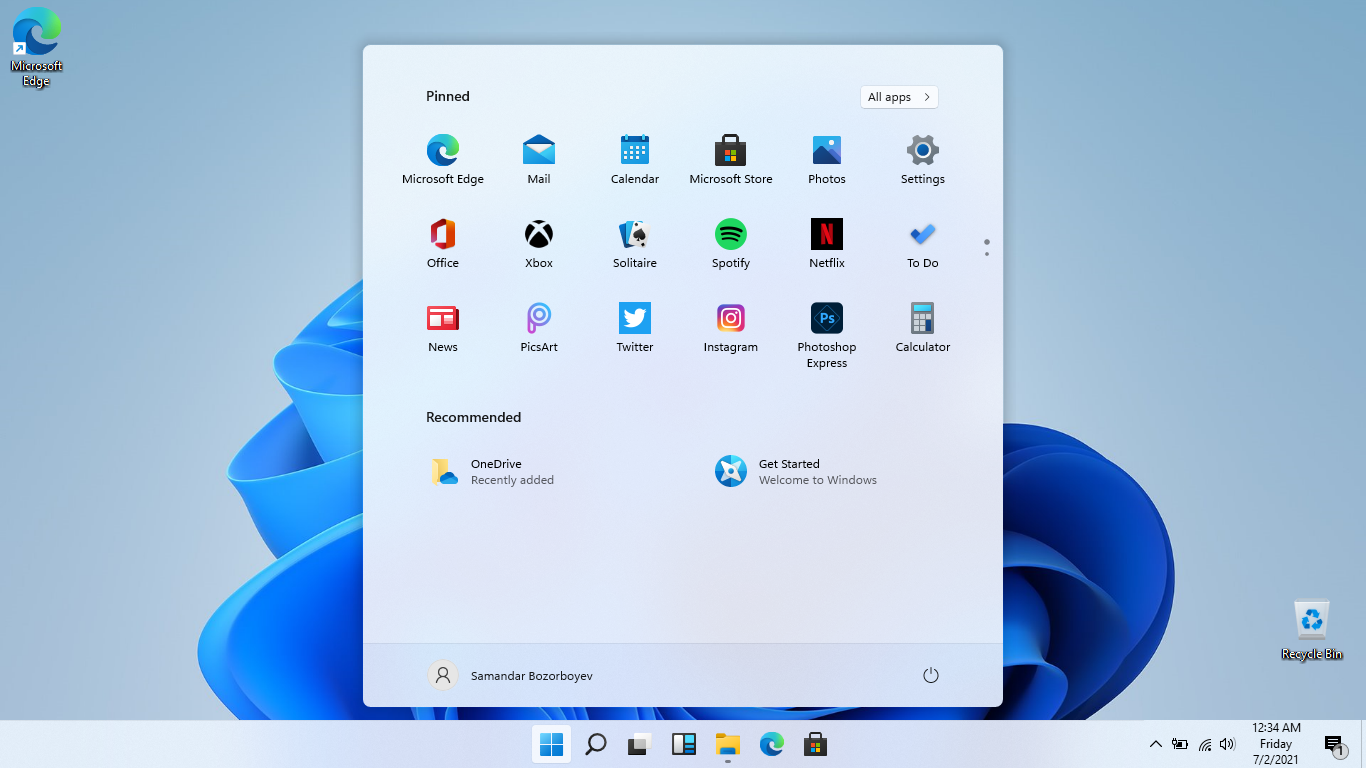 Microsoft
Edge
Pinned
All apps
Microsoft Edge
Mail
Calendar
Microsoft Store
Photos
Settings
Office
Xbox
Solitaire
Spotify
Netflix
To Do
News
PicsArt
Twitter
Instagram
Ps
Photoshop
Express
Calculator
Recommended
OneDrive
Recently added
Get Started
Welcome to Windows
Samandar Bozorboyev
Recycle Bin
12:34 AM
Friday
7/2/2021
1